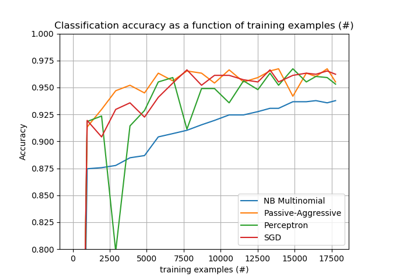 Classification accuracy as a function of training examples (#)
1.000
0.975
0.950
0.925
0.900
0.875
0.850
0.825
0.800
Accuracy
NB Multinomial
Passive-Aggressive
Perceptron
SGD
0 2500 5000 7500 10000 12500 15000 17500
training examples (#)